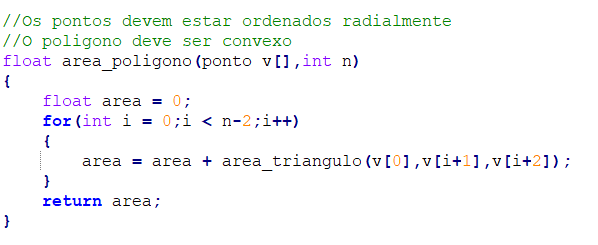 //Os pontos devem estar ordenados radialmente
//O poligono deve ser convexo
float area_poligono(ponto v[],int n)
{
    float area = 0;
    for(int i = 0;i < n-2;i++)
    {
        area = area + area_triangulo(v[0],v[i+1],v[i+2]);
    }
    return area;
}